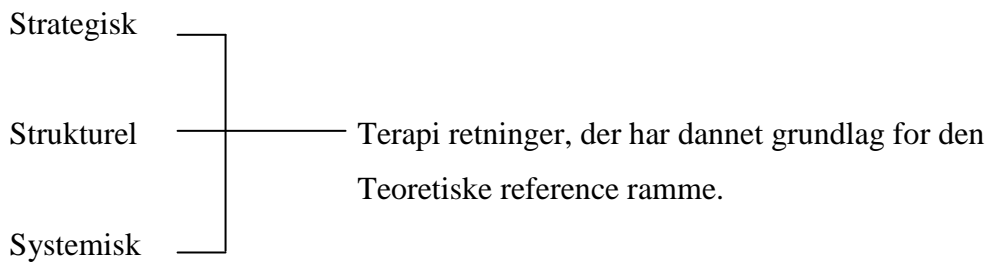 Strategisk
Strukturel
Terapi retninger, der har dannet grundlag for den
Teoretiske reference ramme.
Systemisk